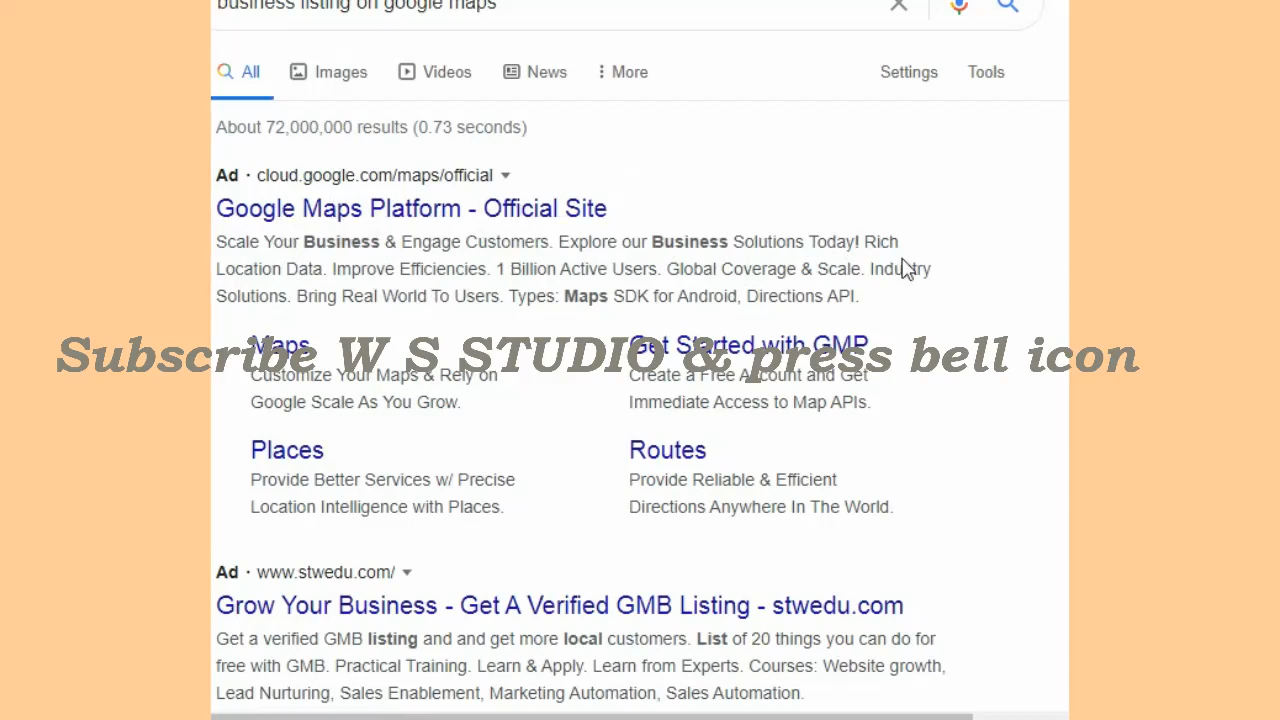 business listing on google maps
All Images Videos News More Settings Tools
About 72,000,000 results (0.73 seconds)
Ad · cloud.google.com/maps/official
Google Maps Platform - Official Site
Scale Your Business & Engage Customers. Explore our Business Solutions Today! Rich
Location Data. Improve Efficiencies. 1 Billion Active Users. Global Coverage & Scale. Industry
Solutions. Bring Real World To Users. Types: Maps SDK for Android, Directions API.
Maps Get Started with GMP
Subscribe W S STUDIO & press bell icon
Customize Your Maps & Rely on Create a Free Account and Get
Google Scale As You Grow. Immediate Access to Map APIs.
Places Routes
Provide Better Services w/ Precise Provide Reliable & Efficient
Location Intelligence with Places. Directions Anywhere In The World.
Ad · www.stwedu.com/
Grow Your Business - Get A Verified GMB Listing - stwedu.com
Get a verified GMB listing and and get more local customers. List of 20 things you can do for
free with GMB. Practical Training. Learn & Apply. Learn from Experts. Courses: Website growth,
Lead Nurturing, Sales Enablement, Marketing Automation, Sales Automation.